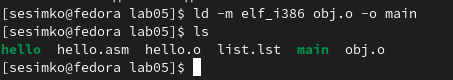 [sesimko@fedora lab05]$ ld -m elf_i386 obj.o -o main
[sesimko@fedora lab05]$ ls
hello  hello.asm  hello.o  list.lst  main  obj.o
[sesimko@fedora lab05]$